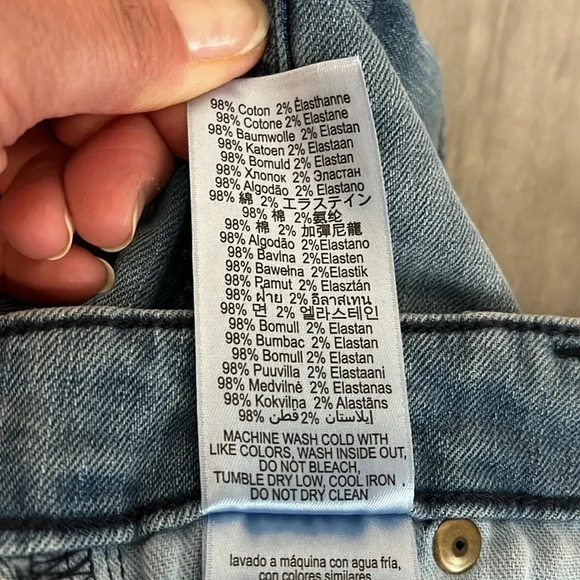 98% Coton 2% Élasthanne
98% Cotone 2% Elastane
98% Baumwolle 2% Elastan
98% Katoen 2% Elastaan
98% Bomuld 2% Elastan
98% Хлопок 2% Эластан
98% Algodão 2% Elastano
98% 綿 2% エラステイン
98% 棉 2% 氨纶
98% 棉 2% 加彈尼龍
98% Algadão 2% Elastano
98% Bavlna 2% Elasten
98% Bawełna 2% Elastik
98% Pamut 2% Elasztán
98% ฝ้าย 2% อีลาสเทน
98% 면 2% 엘라스테인
98% Bomull 2% Elastan
98% Bumbac 2% Elastan
98% Bomull 2% Elastan
98% Puuvilla 2% Elastaani
98% Medvilnė 2% Elastanas
98% Kokvilņa 2% Alastāns
98% قطن 2% إيلاستان
MACHINE WASH COLD WITH
LIKE COLORS, WASH INSIDE OUT,
DO NOT BLEACH,
TUMBLE DRY LOW, COOL IRON ,
DO NOT DRY CLEAN
lavado a máquina con agua fría,
con colores similares